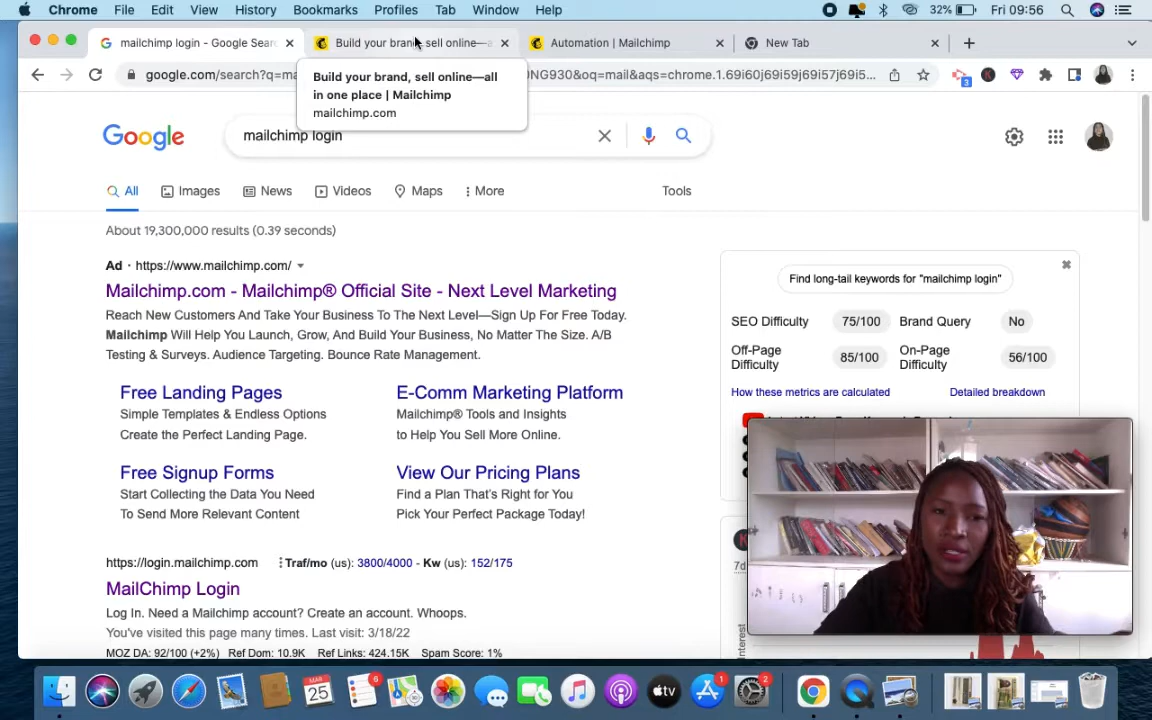 Chrome File Edit View History Bookmarks Profiles Tab Window Help 32% Fri 09:56
mailchimp login - Google Sear
Build your brand, sell online—a
Automation | Mailchimp
New Tab
google.com/search?q=ma
NG930&oq=mail&aqs=chrome.1.69i60j69i59j69i57j69i5...
3
Build your brand, sell online—all
in one place | Mailchimp
mailchimp.com
Google
mailchimp login
All Images News Videos Maps More Tools
About 19,300,000 results (0.39 seconds)
Ad · https://www.mailchimp.com/
Mailchimp.com - Mailchimp® Official Site - Next Level Marketing
Reach New Customers And Take Your Business To The Next Level—Sign Up For Free Today.
Mailchimp Will Help You Launch, Grow, And Build Your Business, No Matter The Size. A/B
Testing & Surveys. Audience Targeting. Bounce Rate Management.
Free Landing Pages
Simple Templates & Endless Options
Create the Perfect Landing Page.
E-Comm Marketing Platform
Mailchimp® Tools and Insights
to Help You Sell More Online.
Free Signup Forms
Start Collecting the Data You Need
To Send More Relevant Content
View Our Pricing Plans
Find a Plan That's Right for You
Pick Your Perfect Package Today!
https://login.mailchimp.com Traf/mo (us): 3800/4000 - Kw (us): 152/175
MailChimp Login
Log In. Need a Mailchimp account? Create an account. Whoops.
You've visited this page many times. Last visit: 3/18/22
MOZ DA: 92/100 (+2%) Ref Dom: 10.9K Ref Links: 424.15K Spam Score: 1%
Find long-tail keywords for "mailchimp login"
SEO Difficulty 75/100 Brand Query No
Off-Page
Difficulty
85/100
On-Page
Difficulty
56/100
How these metrics are calculated
Detailed breakdown
7d
Interest
MAR
25
6
tv
1
2